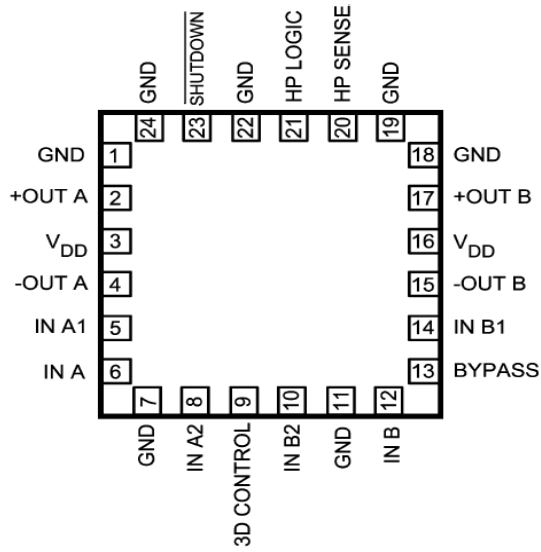 GND
SHUTDOWN
GND
HP LOGIC
HP SENSE
GND
24
23
22
21
20
19
GND 1
18 GND
+OUT A 2
17 +OUT B
VDD 3
16 VDD
-OUT A 4
15 -OUT B
IN A1 5
14 IN B1
IN A 6
13 BYPASS
7
8
9
10
11
12
GND
IN A2
3D CONTROL
IN B2
GND
IN B